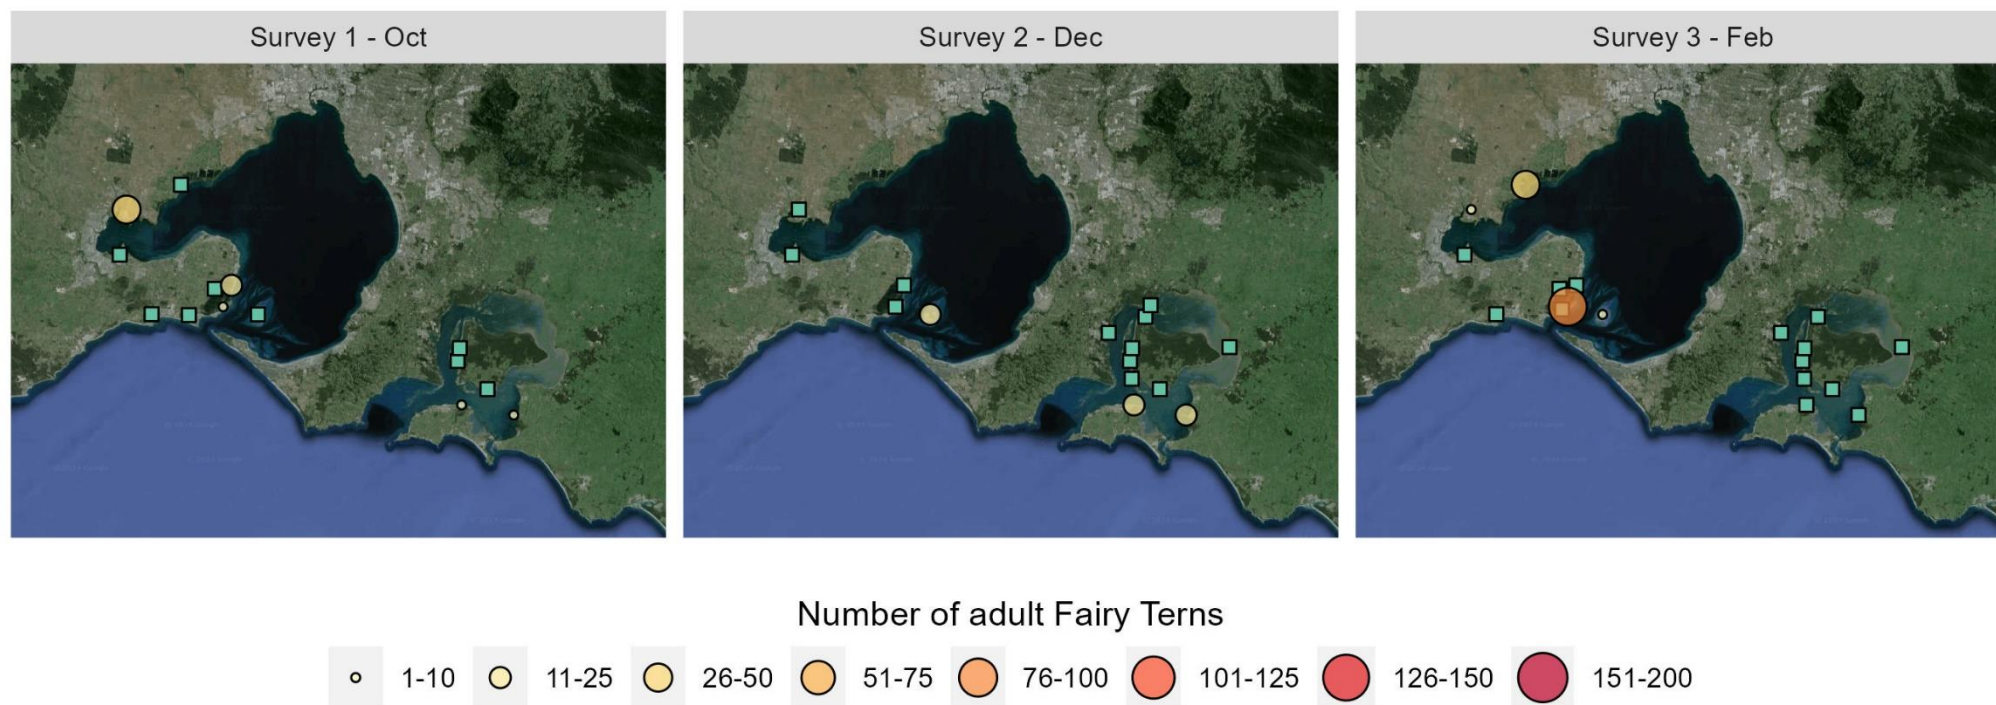 Survey 1 - Oct
Survey 2 - Dec
Survey 3 - Feb
Number of adult Fairy Terns
1-10
11-25
26-50
51-75
76-100
101-125
126-150
151-200